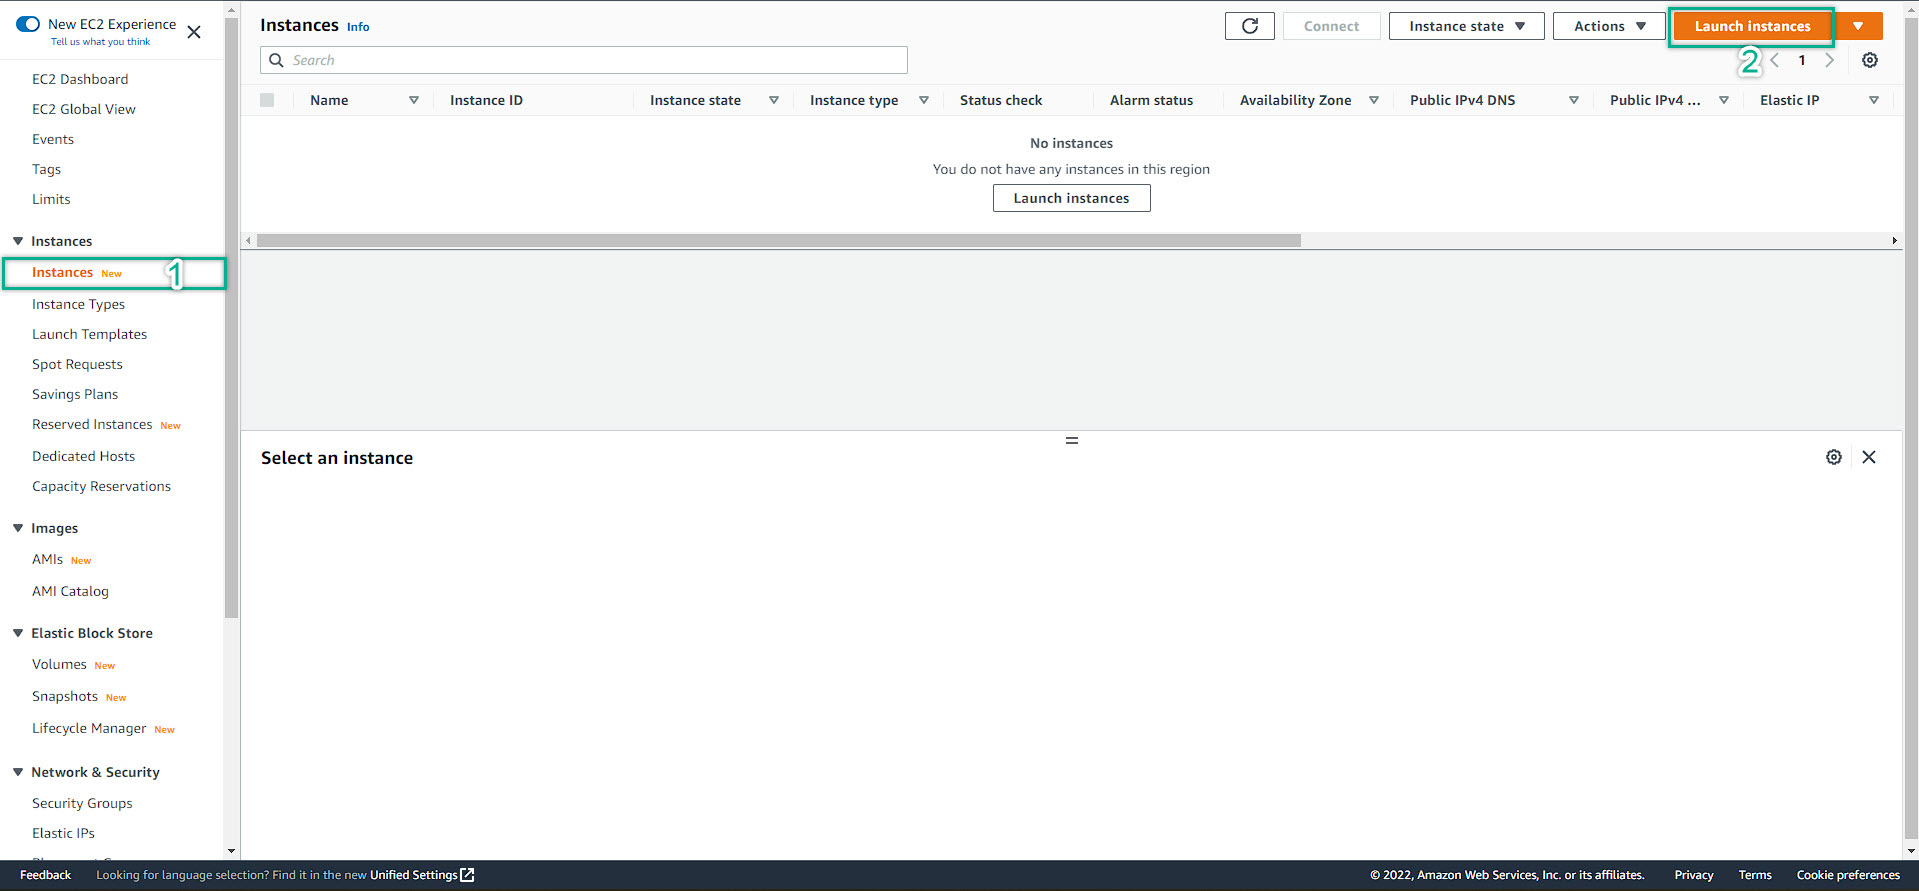 New EC2 Experience
Tell us what you think
EC2 Dashboard
EC2 Global View
Events
Tags
Limits
Instances
Instances New 1
Instance Types
Launch Templates
Spot Requests
Savings Plans
Reserved Instances New
Dedicated Hosts
Capacity Reservations
Images
AMIs New
AMI Catalog
Elastic Block Store
Volumes New
Snapshots New
Lifecycle Manager New
Network & Security
Security Groups
Elastic IPs
Instances Info
Connect Instance state Actions Launch instances
Search
2 1
Name Instance ID Instance state Instance type Status check Alarm status Availability Zone Public IPv4 DNS Public IPv4 ... Elastic IP
No instances
You do not have any instances in this region
Launch instances
Select an instance
Feedback Looking for language selection? Find it in the new Unified Settings © 2022, Amazon Web Services, Inc. or its affiliates. Privacy Terms Cookie preferences